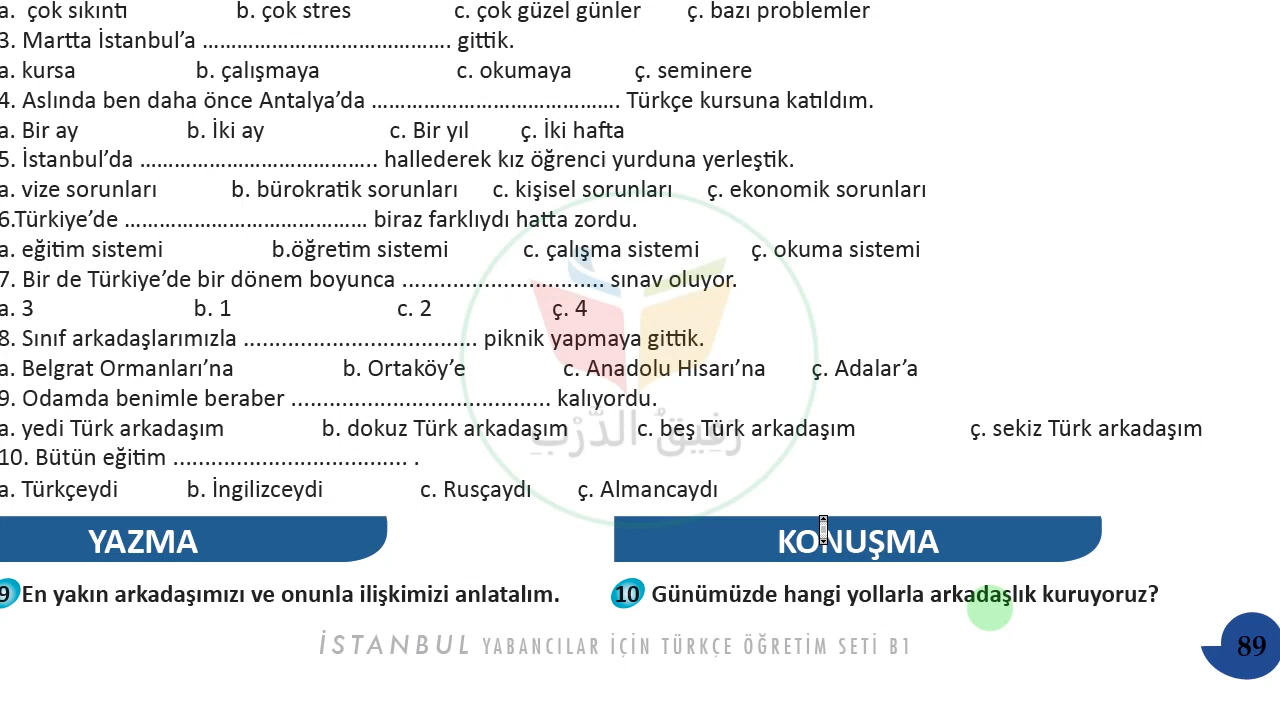 a. çok sıkıntı b. çok stres c. çok güzel günler ç. bazı problemler
3. Martta İstanbul’a ……………………………………. gittik.
a. kursa b. çalışmaya c. okumaya ç. seminere
4. Aslında ben daha önce Antalya’da ……………………………………. Türkçe kursuna katıldım.
a. Bir ay b. İki ay c. Bir yıl ç. İki hafta
5. İstanbul’da ………………………………….. hallederek kız öğrenci yurduna yerleştik.
a. vize sorunları b. bürokratik sorunları c. kişisel sorunları ç. ekonomik sorunları
6.Türkiye’de …………………………………… biraz farklıydı hatta zordu.
a. eğitim sistemi b.öğretim sistemi c. çalışma sistemi ç. okuma sistemi
7. Bir de Türkiye’de bir dönem boyunca ................................ sınav oluyor.
a. 3 b. 1 c. 2 ç. 4
8. Sınıf arkadaşlarımızla ..................................... piknik yapmaya gittik.
a. Belgrat Ormanları’na b. Ortaköy’e c. Anadolu Hisarı’na ç. Adalar’a
9. Odamda benimle beraber ......................................... kalıyordu.
a. yedi Türk arkadaşım b. dokuz Türk arkadaşım c. beş Türk arkadaşım ç. sekiz Türk arkadaşım
رَفِيقُ الدَّرْبِ
10. Bütün eğitim ..................................... .
a. Türkçeydi b. İngilizceydi c. Rusçaydı ç. Almancaydı
YAZMA KONUŞMA
9 En yakın arkadaşımızı ve onunla ilişkimizi anlatalım. 10 Günümüzde hangi yollarla arkadaşlık kuruyoruz?
İSTANBUL YABANCILAR İÇİN TÜRKÇE ÖĞRETİM SETİ B1
89